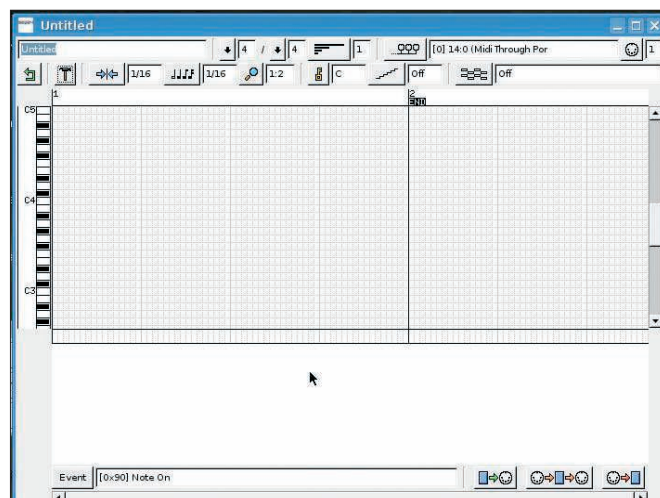 Untitled
Untitled 4 / 4 1 [0] 14:0 (Midi Through Por 1
T 1/16 1/16 1:2 C Off Off
1 2
END
C5
C4
C3
Event [0x90] Note On